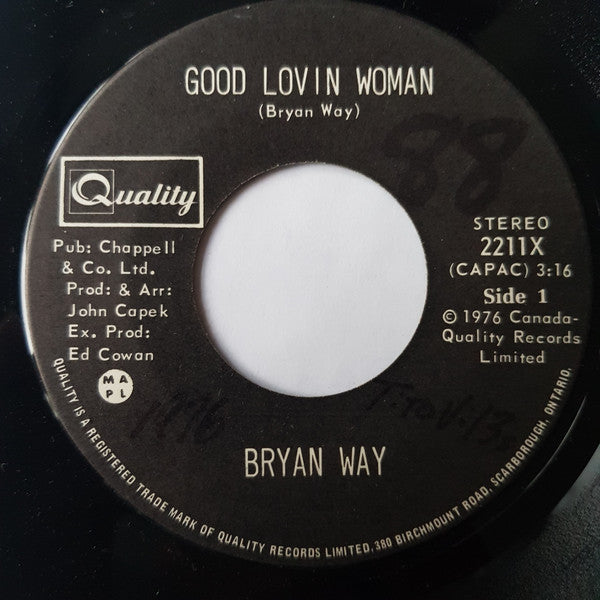 GOOD LOVIN WOMAN
(Bryan Way)
88
Quality
Pub: Chappell
& Co. Ltd.
Prod: & Arr:
John Capek
Ex. Prod:
Ed Cowan
MA
PL
STEREO
2211X
(CAPAC) 3:16
Side 1
© 1976 Canada-
Quality Records
Limited
1976
BRYAN WAY
QUALITY IS A REGISTERED TRADE MARK OF QUALITY RECORDS LIMITED, 380 BIRCHMOUNT ROAD, SCARBOROUGH, ONTARIO.